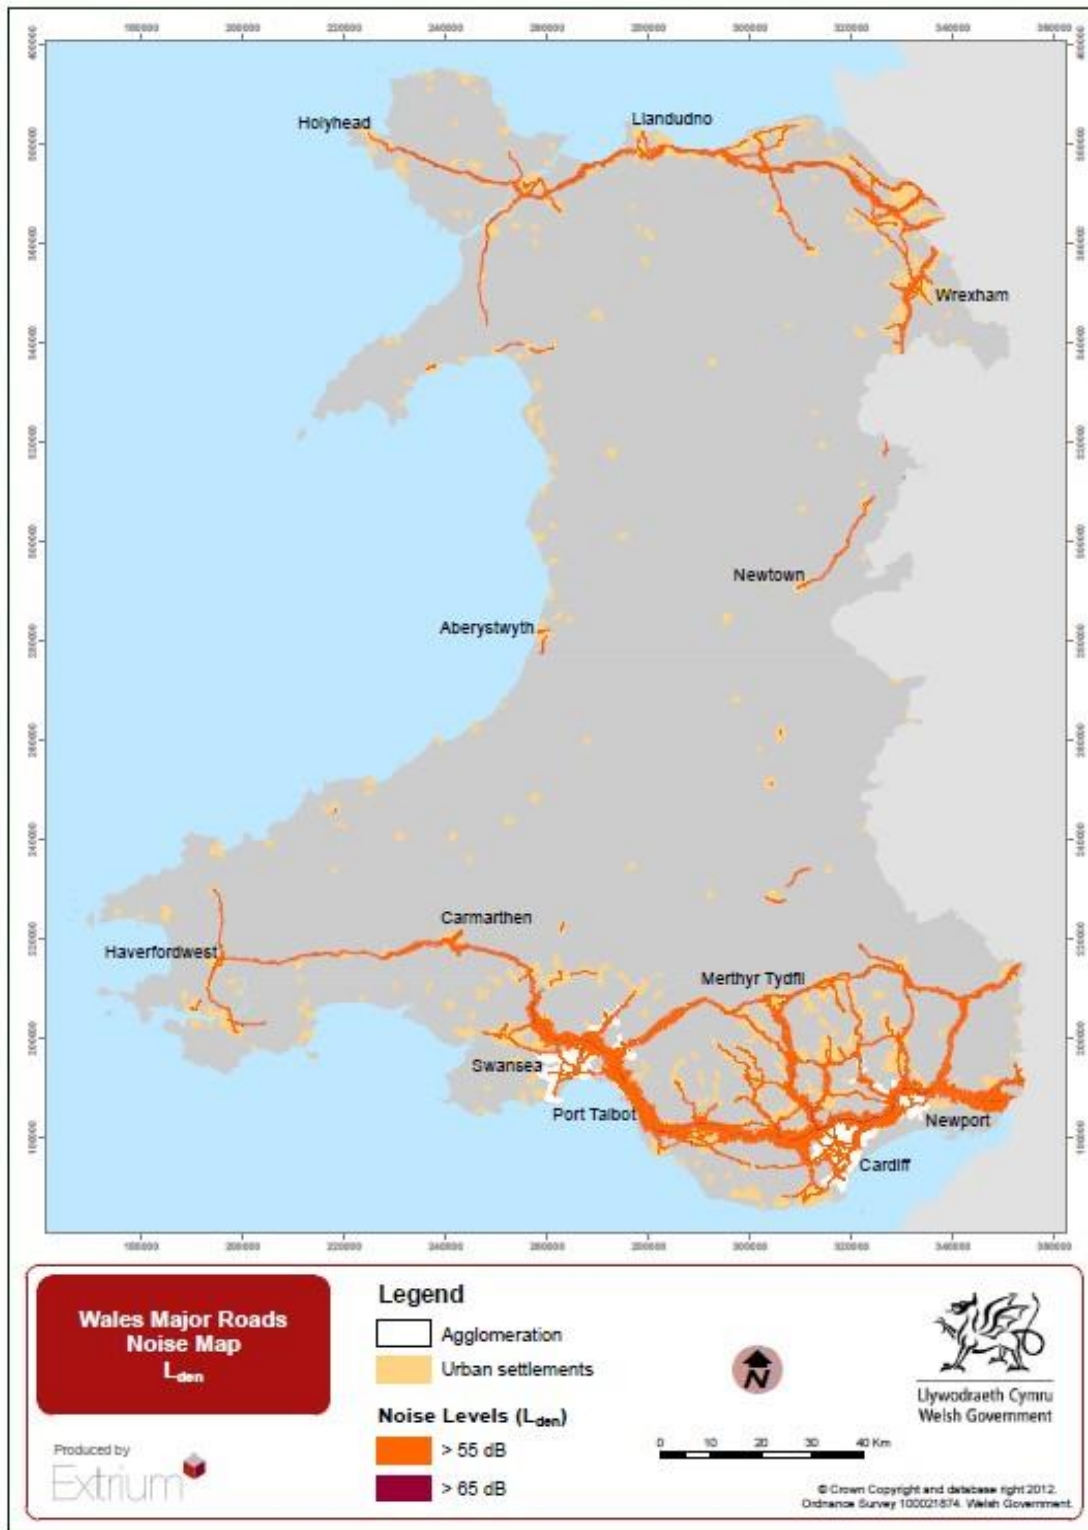 Holyhead
Llandudno
Wrexham
Newtown
Aberystwyth
Carmarthen
Haverfordwest
Merthyr Tydfil
Swansea
Port Talbot
Newport
Cardiff
Wales Major Roads
Noise Map
Lden
Produced by
Extrium
Legend
Agglomeration
Urban settlements
Noise Levels (Lden)
> 55 dB
> 65 dB
N
0 10 20 30 40 Km
Llywodraeth Cymru
Welsh Government
© Crown Copyright and database right 2012.
Ordnance Survey 100021874. Welsh Government.